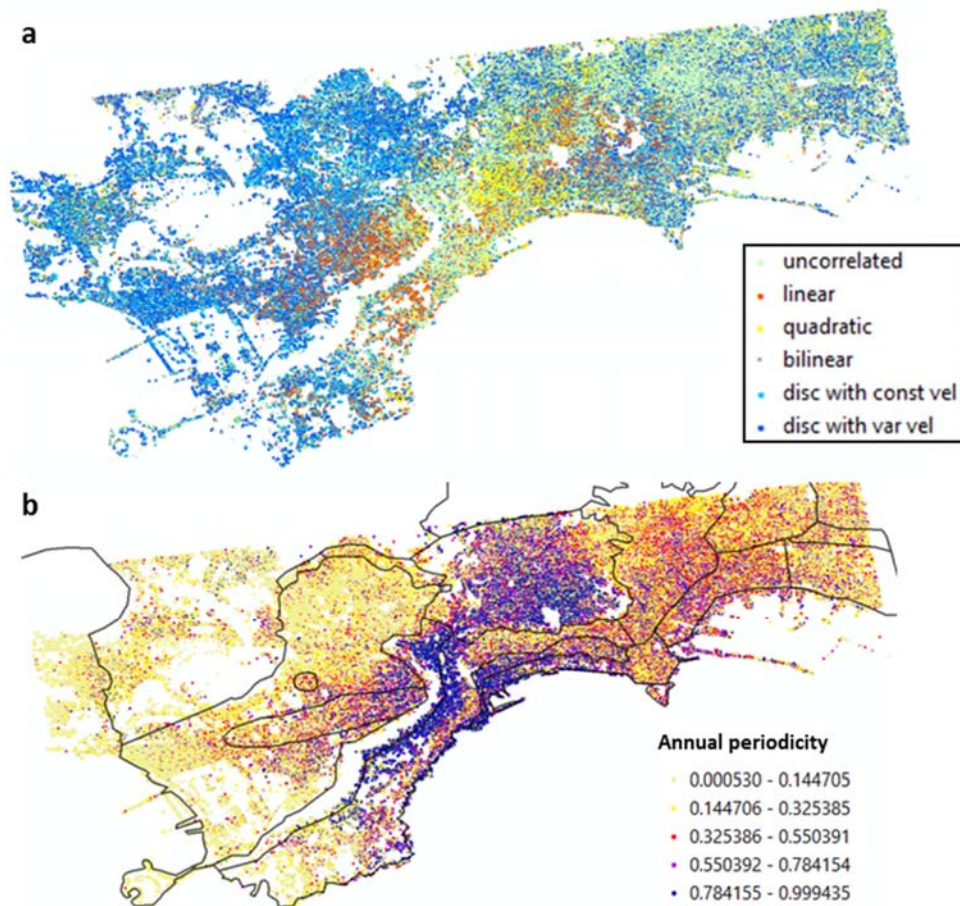 a
uncorrelated
linear
quadratic
bilinear
disc with const vel
disc with var vel
b
Annual periodicity
0.000530 - 0.144705
0.144706 - 0.325385
0.325386 - 0.550391
0.550392 - 0.784154
0.784155 - 0.999435